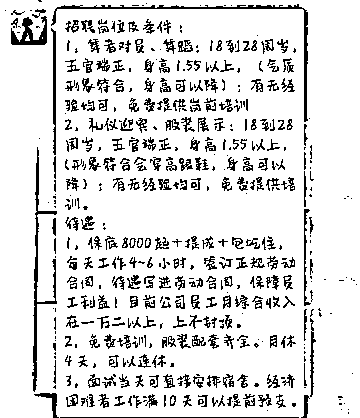 招聘岗位及条件：
1，舞者对员、舞蹈：18到28周岁，
五官端正，身高1.55以上，（气质
形象符合，身高可以降）；有无经
验均可，免费提供岗前培训
2，礼仪迎宾、服装展示：18到28
周岁，五官端正，身高1.55以上，
（形象符合会穿高跟鞋，身高可以
降）；有无经验均可，免费提供培
训。
待遇：
1，保底8000起+提成+包吃住，
每天工作4-6小时，签订正规劳动
合同，待遇写进劳动合同，保障员
工利益！目前公司员工月综合收入
在一万二以上，上不封顶。
2，免费培训，服装配套齐全。月休
4天，可以连休。
3，面试当天可直接安排宿舍。经济
困难者工作满10天可以提前预支。